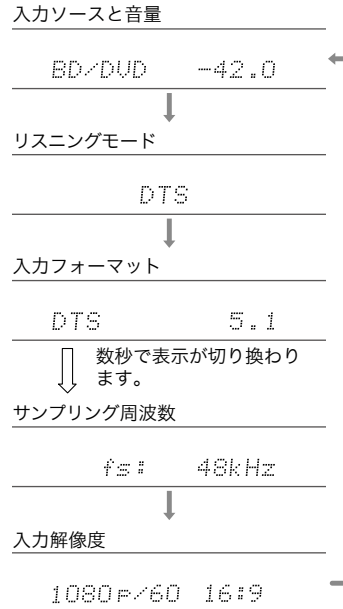 入力ソースと音量
BD/DVD -42.0
リスニングモード
DTS
入力フォーマット
DTS 5.1
数秒で表示が切り換わり
ます。
サンプリング周波数
fs: 48kHz
入力解像度
1080p/60 16:9